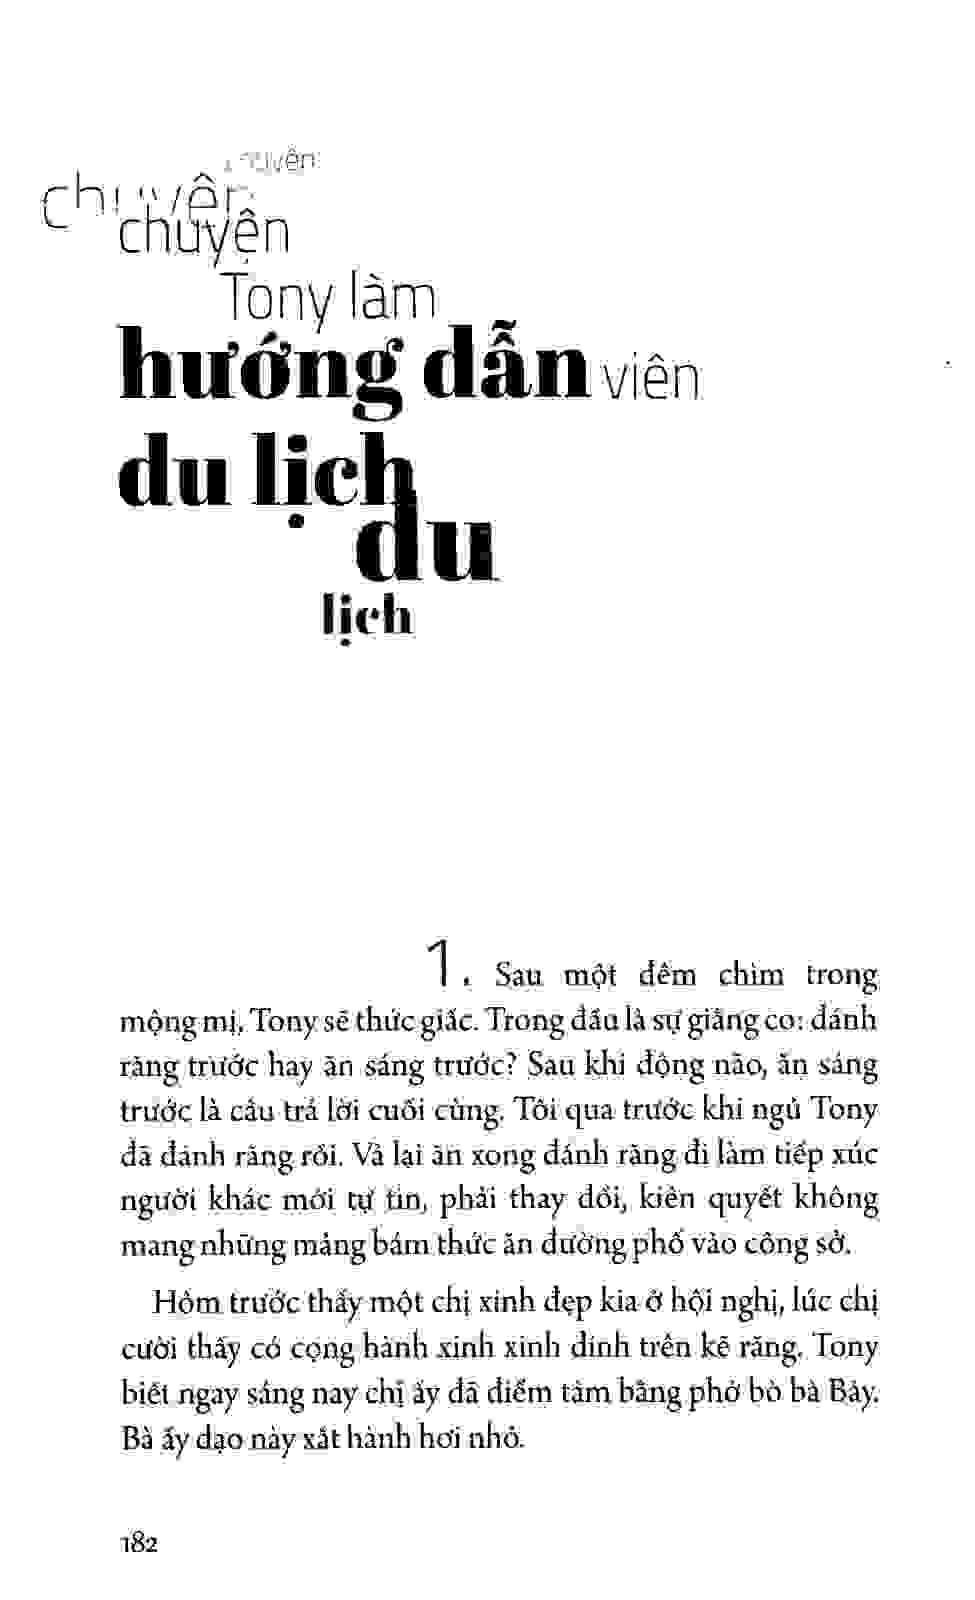 chuyện
Tony làm
hướng dẫn viên
du lịch
du
lịch
1. Sau một đêm chìm trong
mộng mị, Tony sẽ thức giấc. Trong đầu là sự giằng co: đánh
răng trước hay ăn sáng trước? Sau khi động não, ăn sáng
trước là câu trả lời cuối cùng. Tối qua trước khi ngủ Tony
đã đánh răng rồi. Vả lại ăn xong đánh răng đi làm tiếp xúc
người khác mới tự tin, phải thay đổi, kiên quyết không
mang những mảng bám thức ăn đường phố vào công sở.
Hôm trước thấy một chị xinh đẹp kia ở hội nghị, lúc chị
cười thấy có cọng hành xinh xinh dính trên kẽ răng, Tony
biết ngay sáng nay chị ấy đã điểm tâm bằng phở bò bà Bảy.
Bà ấy dạo này xắt hành hơi nhỏ.
182